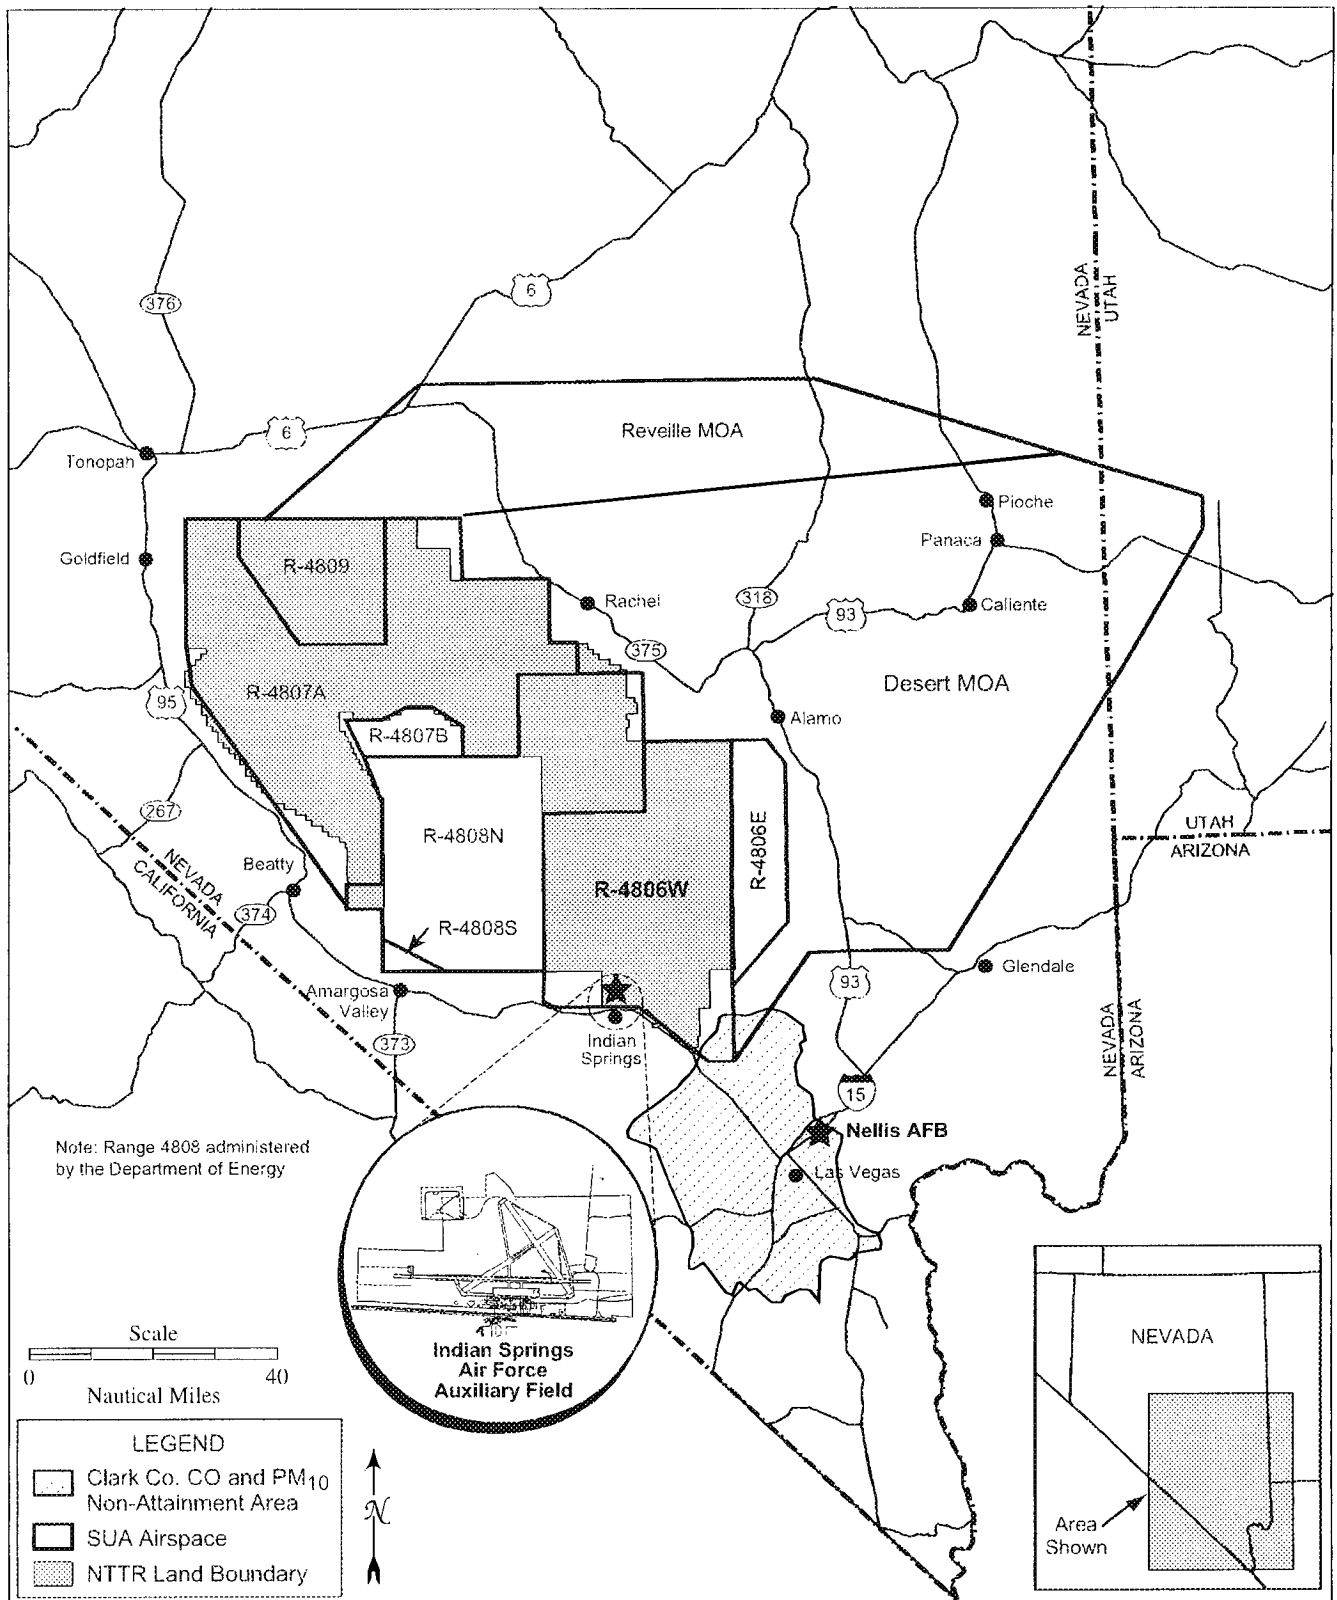 376
6
NEVADA
UTAH
6
Reveille MOA
Tonopah
Pioche
Panaca
Goldfield
R-4809
Rachel
318
93
Caliente
375
R-4807A
Desert MOA
95
Alamo
R-4807B
267
R-4808N
R-4806E
UTAH
ARIZONA
NEVADA
CALIFORNIA
Beatty
R-4806W
374
R-4808S
Glendale
93
Amargosa
Valley
373
Indian
Springs
NEVADA
ARIZONA
15
Nellis AFB
Las Vegas
Note: Range 4808 administered
by the Department of Energy
Indian Springs
Air Force
Auxiliary Field
Scale
0
40
Nautical Miles
NEVADA
Area
Shown
LEGEND
Clark Co. CO and PM10
Non-Attainment Area
SUA Airspace
NTTR Land Boundary
N